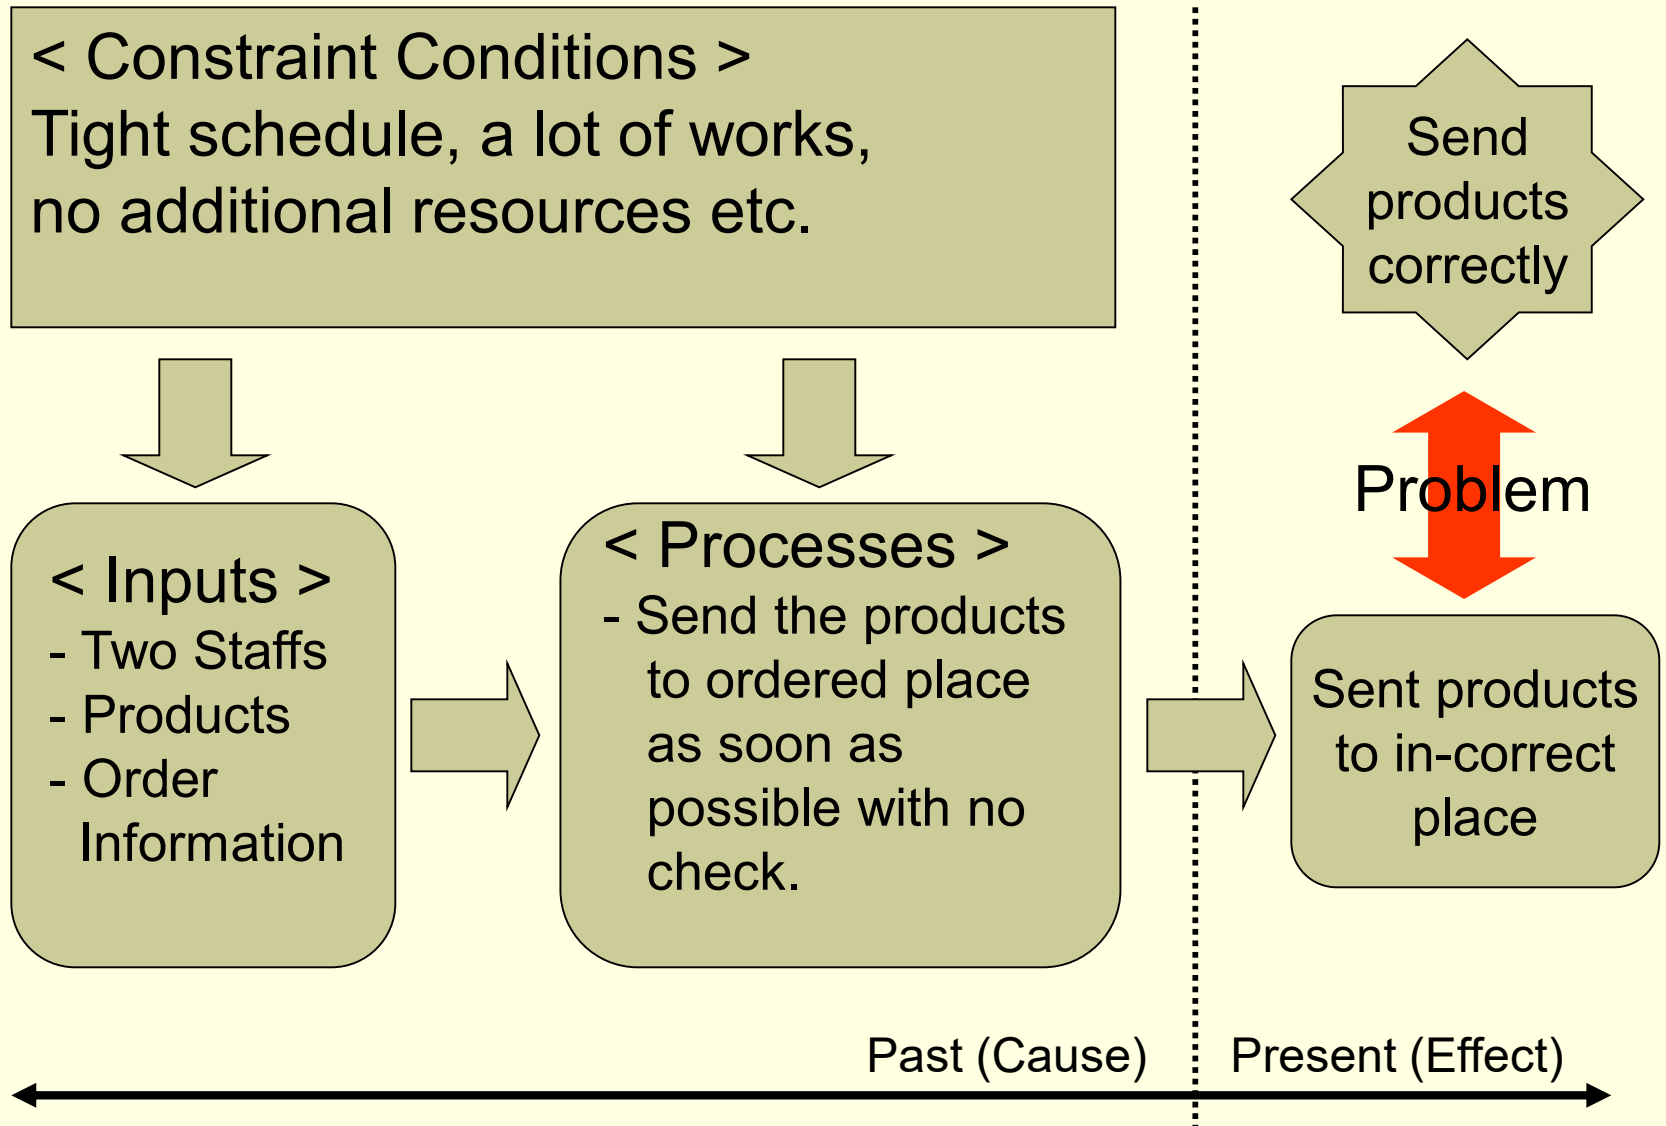 < Constraint Conditions >
Tight schedule, a lot of works,
no additional resources etc.
Send
products
correctly
Problem
< Inputs >
- Two Staffs
- Products
- Order
Information
< Processes >
- Send the products
to ordered place
as soon as
possible with no
check.
Sent products
to in-correct
place
Past (Cause)
Present (Effect)